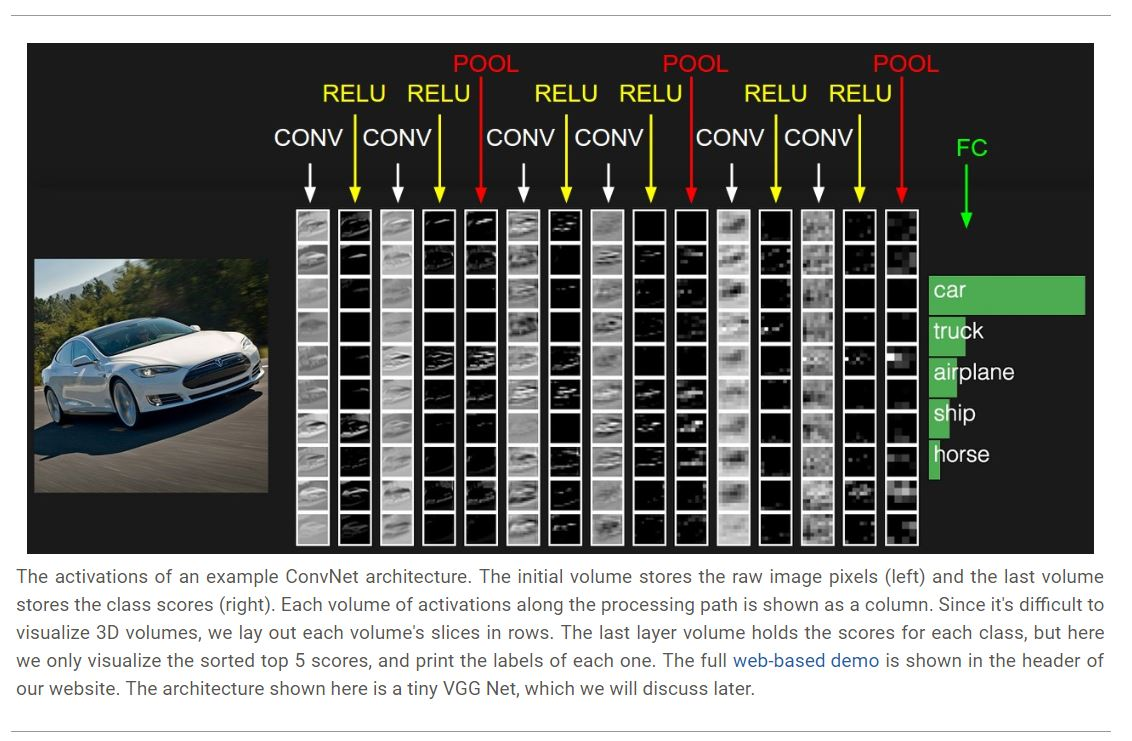 POOL POOL POOL
RELU RELU RELU RELU RELU RELU
CONV CONV CONV CONV CONV CONV
FC
car
truck
airplane
ship
horse
The activations of an example ConvNet architecture. The initial volume stores the raw image pixels (left) and the last volume
stores the class scores (right). Each volume of activations along the processing path is shown as a column. Since it's difficult to
visualize 3D volumes, we lay out each volume's slices in rows. The last layer volume holds the scores for each class, but here
we only visualize the sorted top 5 scores, and print the labels of each one. The full web-based demo is shown in the header of
our website. The architecture shown here is a tiny VGG Net, which we will discuss later.